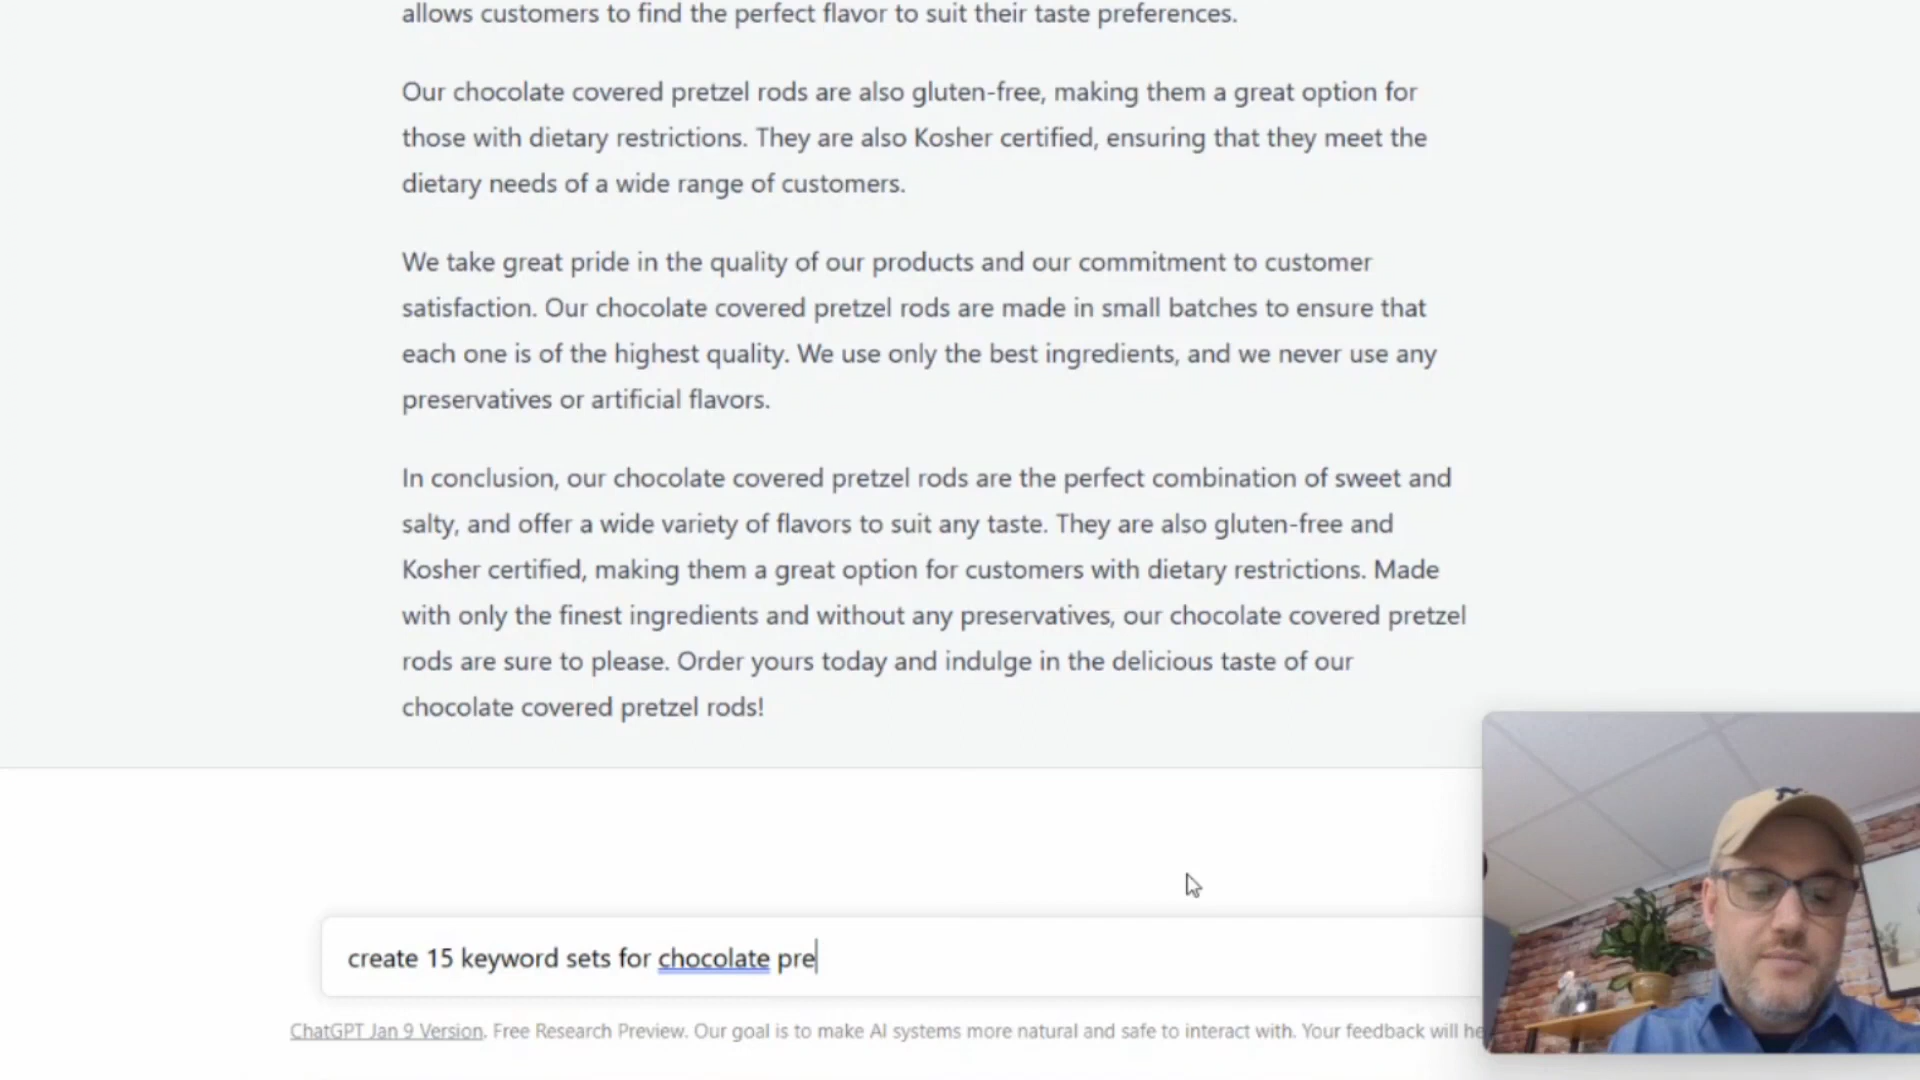 allows customers to find the perfect flavor to suit their taste preferences.
Our chocolate covered pretzel rods are also gluten-free, making them a great option for
those with dietary restrictions. They are also Kosher certified, ensuring that they meet the
dietary needs of a wide range of customers.
We take great pride in the quality of our products and our commitment to customer
satisfaction. Our chocolate covered pretzel rods are made in small batches to ensure that
each one is of the highest quality. We use only the best ingredients, and we never use any
preservatives or artificial flavors.
In conclusion, our chocolate covered pretzel rods are the perfect combination of sweet and
salty, and offer a wide variety of flavors to suit any taste. They are also gluten-free and
Kosher certified, making them a great option for customers with dietary restrictions. Made
with only the finest ingredients and without any preservatives, our chocolate covered pretzel
rods are sure to please. Order yours today and indulge in the delicious taste of our
chocolate covered pretzel rods!
create 15 keyword sets for chocolate pre
ChatGPT Jan 9 Version. Free Research Preview. Our goal is to make AI systems more natural and safe to interact with. Your feedback will he